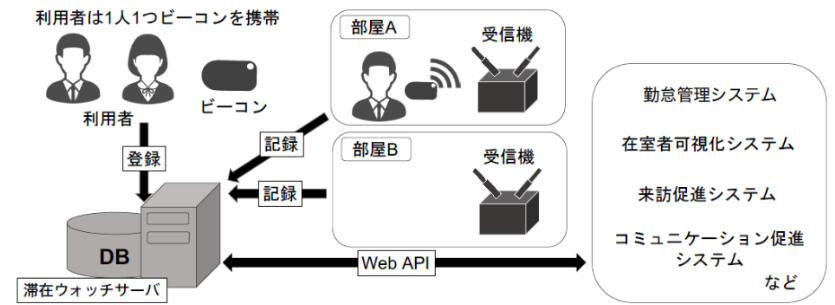 利用者は1人1つビーコンを携帯
利用者
ビーコン
登録
部屋A
受信機
記録
部屋B
受信機
記録
DB
滞在ウォッチサーバ
Web API
勤怠管理システム
在室者可視化システム
来訪促進システム
コミュニケーション促進
システム
など